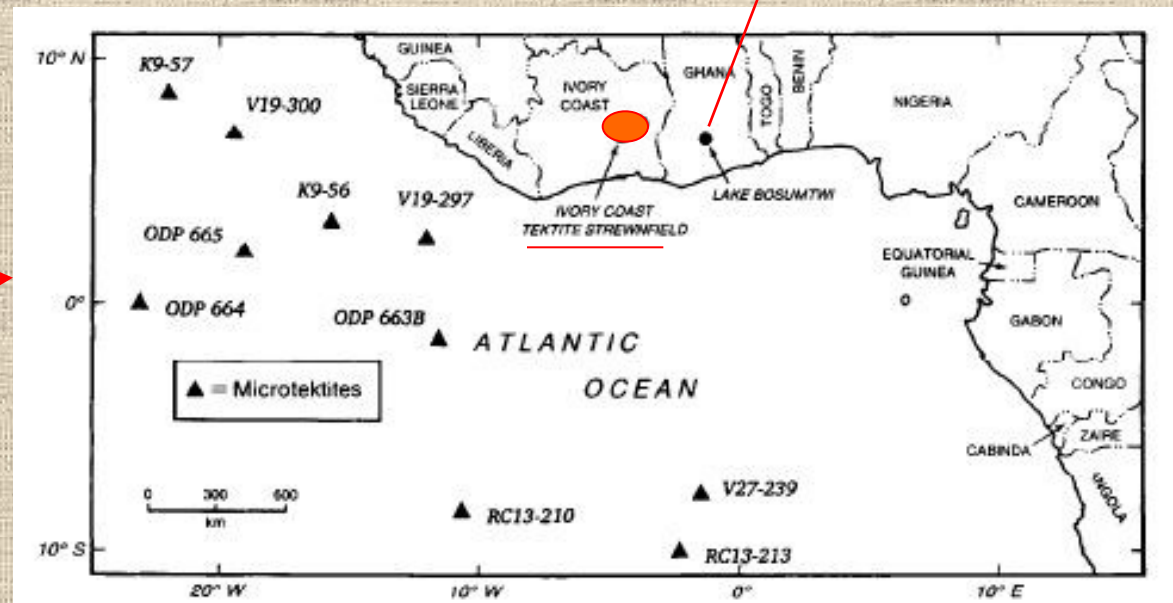 10° N
K9-57
V19-300
K9-56
V19-297
ODP 665
ODP 664
ODP 663B
0°
GUINEA
SIERRA
LEONE
LIBERIA
IVORY
COAST
GHANA
TOGO
BENIN
NIGERIA
CAMEROON
LAKE BOSUMTWI
IVORY COAST
TEKTITE STREWNFIELD
EQUATORIAL
GUINEA
GABON
CONGO
ZAIRE
CABINDA
ANGOLA
ATLANTIC
OCEAN
▲ = Microtektites
0 300 600
km
RC13-210
V27-239
RC13-213
10° S
20° W
10° W
0°
10° E